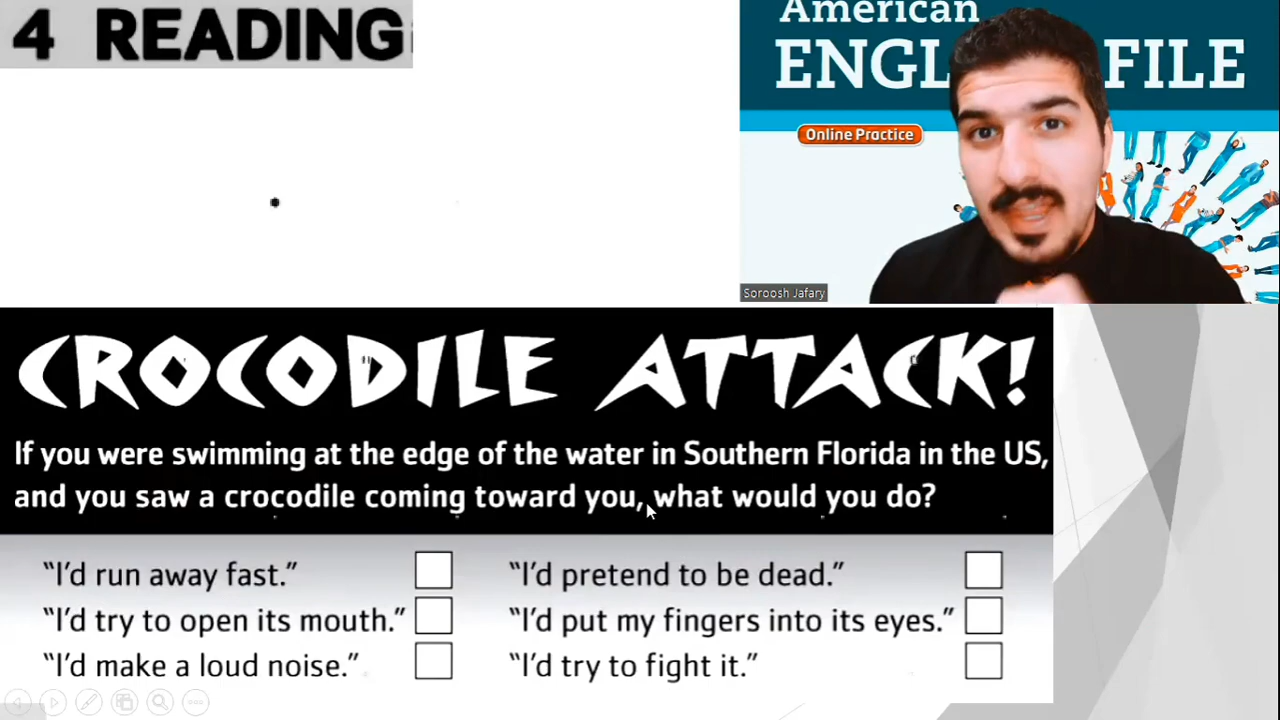 4 READING
American
ENGL FILE
Online Practice
Soroosh Jafary
CROCODILE ATTACK!
If you were swimming at the edge of the water in Southern Florida in the US,
and you saw a crocodile coming toward you, what would you do?
“I’d run away fast.”
“I’d pretend to be dead.”
“I’d try to open its mouth.”
“I’d put my fingers into its eyes.”
“I’d make a loud noise.”
“I’d try to fight it.”